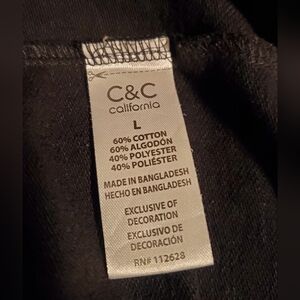 C&C
california
L
60% COTTON
60% ALGODÓN
40% POLYESTER
40% POLIÉSTER
MADE IN BANGLADESH
HECHO EN BANGLADESH
EXCLUSIVE OF
DECORATION
EXCLUSIVO DE
DECORACIÓN
RN# 112628